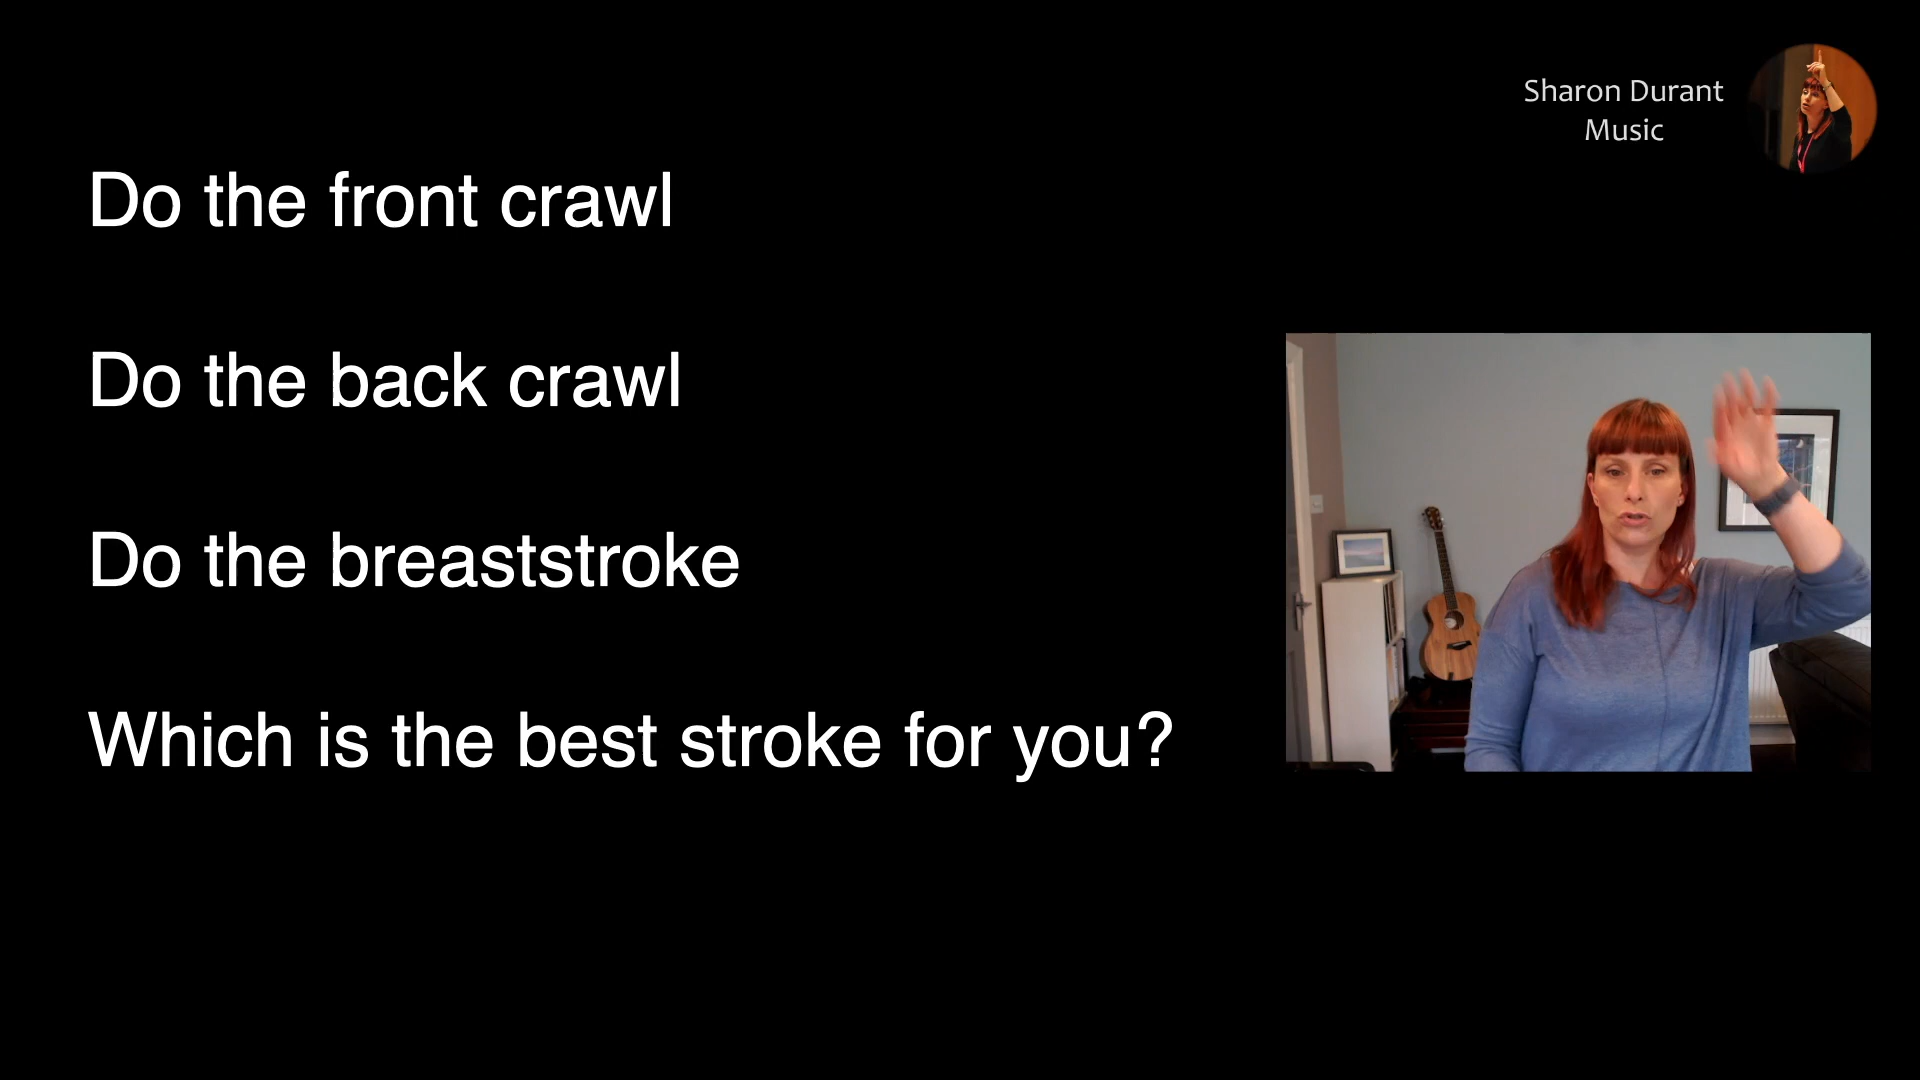 Sharon Durant
Music
Do the front crawl
Do the back crawl
Do the breaststroke
Which is the best stroke for you?